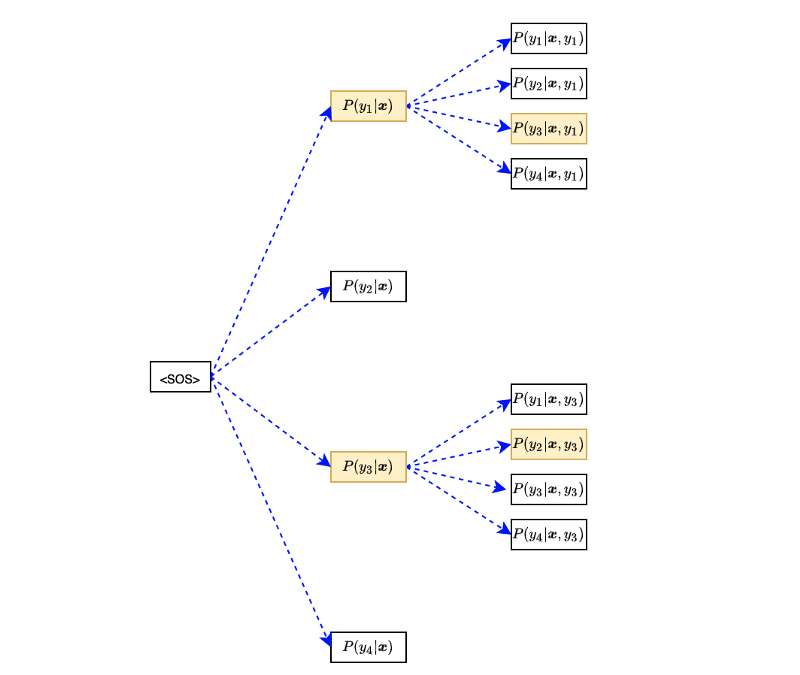 P(y₁|x, y₁)
P(y₂|x, y₁)
P(y₁|x)
P(y₃|x, y₁)
P(y₄|x, y₁)
P(y₂|x)
<SOS>
P(y₁|x, y₃)
P(y₂|x, y₃)
P(y₃|x)
P(y₃|x, y₃)
P(y₄|x, y₃)
P(y₄|x)